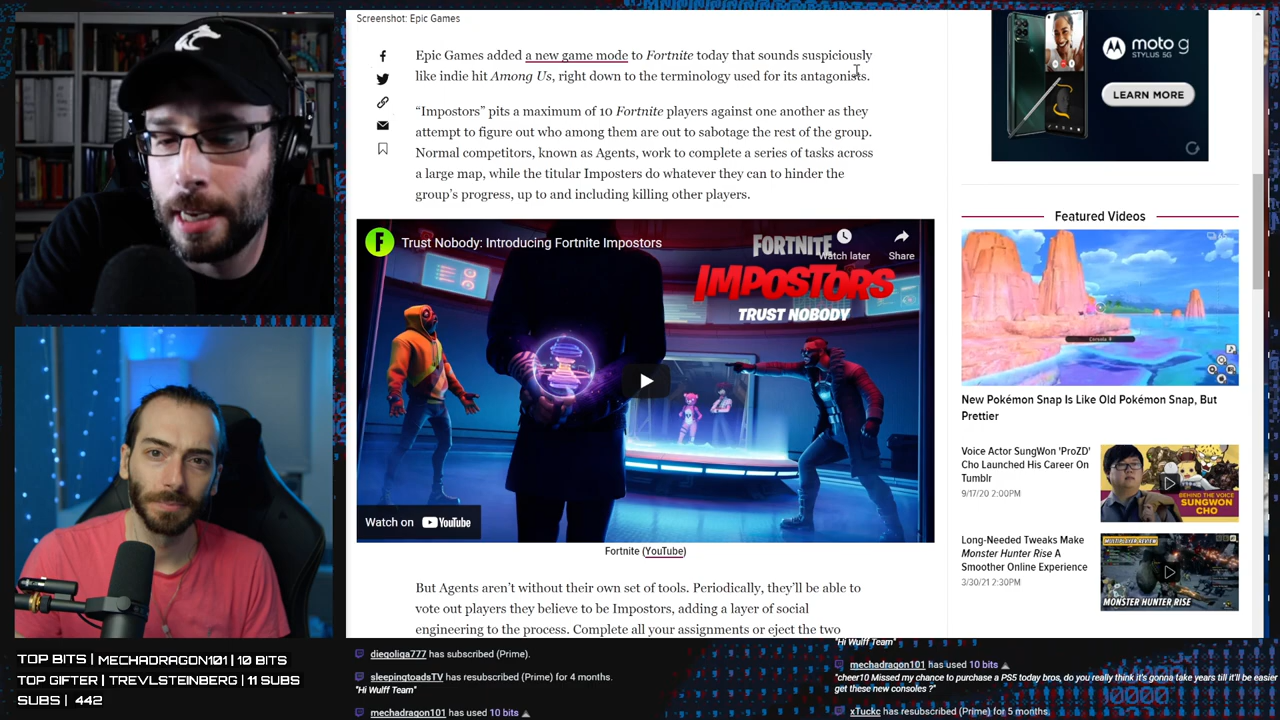 Screenshot: Epic Games
Epic Games added a new game mode to Fortnite today that sounds suspiciously
like indie hit Among Us, right down to the terminology used for its antagonists.
“Impostors” pits a maximum of 10 Fortnite players against one another as they
attempt to figure out who among them are out to sabotage the rest of the group.
Normal competitors, known as Agents, work to complete a series of tasks across
a large map, while the titular Imposters do whatever they can to hinder the
group’s progress, up to and including killing other players.
Trust Nobody: Introducing Fortnite Impostors
Watch later
Share
FORTNITE
IMPOSTORS
TRUST NOBODY
Watch on YouTube
Fortnite (YouTube)
But Agents aren’t without their own set of tools. Periodically, they’ll be able to
vote out players they believe to be Impostors, adding a layer of social
engineering to the process. Complete all your assignments or eject the two
moto g
STYLUS 5G
LEARN MORE
Featured Videos
New Pokémon Snap Is Like Old Pokémon Snap, But
Prettier
Voice Actor SungWon 'ProZD'
Cho Launched His Career On
Tumblr
9/17/20 2:00PM
BEHIND THE VOICE
SUNGWON
CHO
Long-Needed Tweaks Make
Monster Hunter Rise A
Smoother Online Experience
3/30/21 2:30PM
MULTIPLAYER REVIEW
MONSTER HUNTER RISE
TOP BITS | MECHADRAGON101 | 10 BITS
TOP GIFTER | TREVLSTEINBERG | 11 SUBS
SUBS | 442
diegoliga777 has subscribed (Prime).
sleepingtoadsTV has resubscribed (Prime) for 4 months.
"Hi Wulff Team"
mechadragon101 has used 10 bits
"Hi Wulff Team"
mechadragon101 has used 10 bits
"cheer10 Missed my chance to purchase a PS5 today bros, do you really think it's gonna take years till it'll be easier
get these new consoles ?"
xTuckc has resubscribed (Prime) for 5 months.